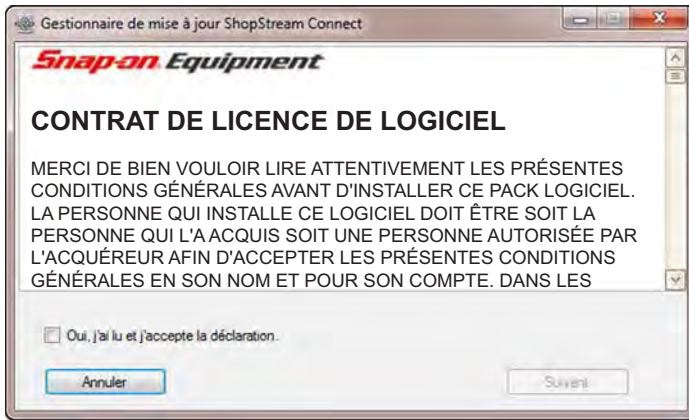 Gestionnaire de mise à jour ShopStream Connect
Snap-on Equipment
CONTRAT DE LICENCE DE LOGICIEL
MERCI DE BIEN VOULOIR LIRE ATTENTIVEMENT LES PRÉSENTES
CONDITIONS GÉNÉRALES AVANT D'INSTALLER CE PACK LOGICIEL.
LA PERSONNE QUI INSTALLE CE LOGICIEL DOIT ÊTRE SOIT LA
PERSONNE QUI L'A ACQUIS SOIT UNE PERSONNE AUTORISÉE PAR
L'ACQUÉREUR AFIN D'ACCEPTER LES PRÉSENTES CONDITIONS
GÉNÉRALES EN SON NOM ET POUR SON COMPTE. DANS LES
Oui, j'ai lu et j'accepte la déclaration.
Annuler
Suivant